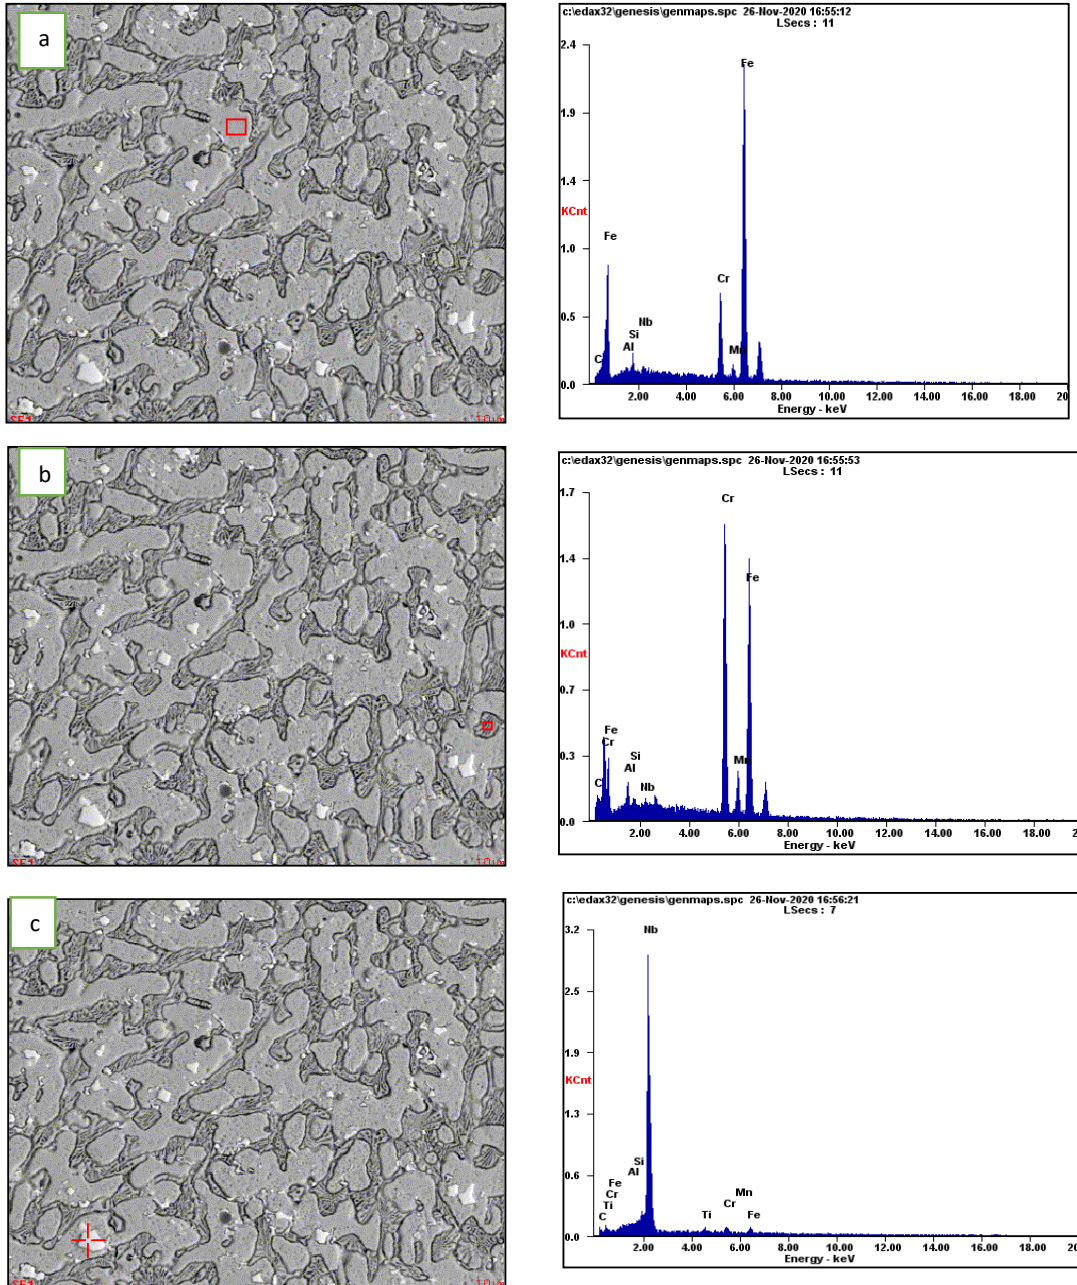 a
c:\edax32\genesis\genmaps.spc 26-Nov-2020 16:55:12
LSecs : 11
2.4
1.9
1.4
KCnt
1.0
0.5
0.0
Fe
Fe
Cr
Nb
Si
Al
C
Mn
2.00 4.00 6.00 8.00 10.00 12.00 14.00 16.00 18.00 20
Energy - keV
b
c:\edax32\genesis\genmaps.spc 26-Nov-2020 16:55:53
LSecs : 11
1.7
1.4
1.0
KCnt
0.7
0.3
0.0
Cr
Fe
Fe
Cr
Si
Al
C
Nb
Mn
2.00 4.00 6.00 8.00 10.00 12.00 14.00 16.00 18.00 2
Energy - keV
c
c:\edax32\genesis\genmaps.spc 26-Nov-2020 16:56:21
LSecs : 7
3.2
2.5
1.9
KCnt
1.3
0.6
0.0
Nb
Si
Al
Fe
Cr
Ti
C
Ti
Cr
Mn
Fe
2.00 4.00 6.00 8.00 10.00 12.00 14.00 16.00 18.00 20
Energy - keV